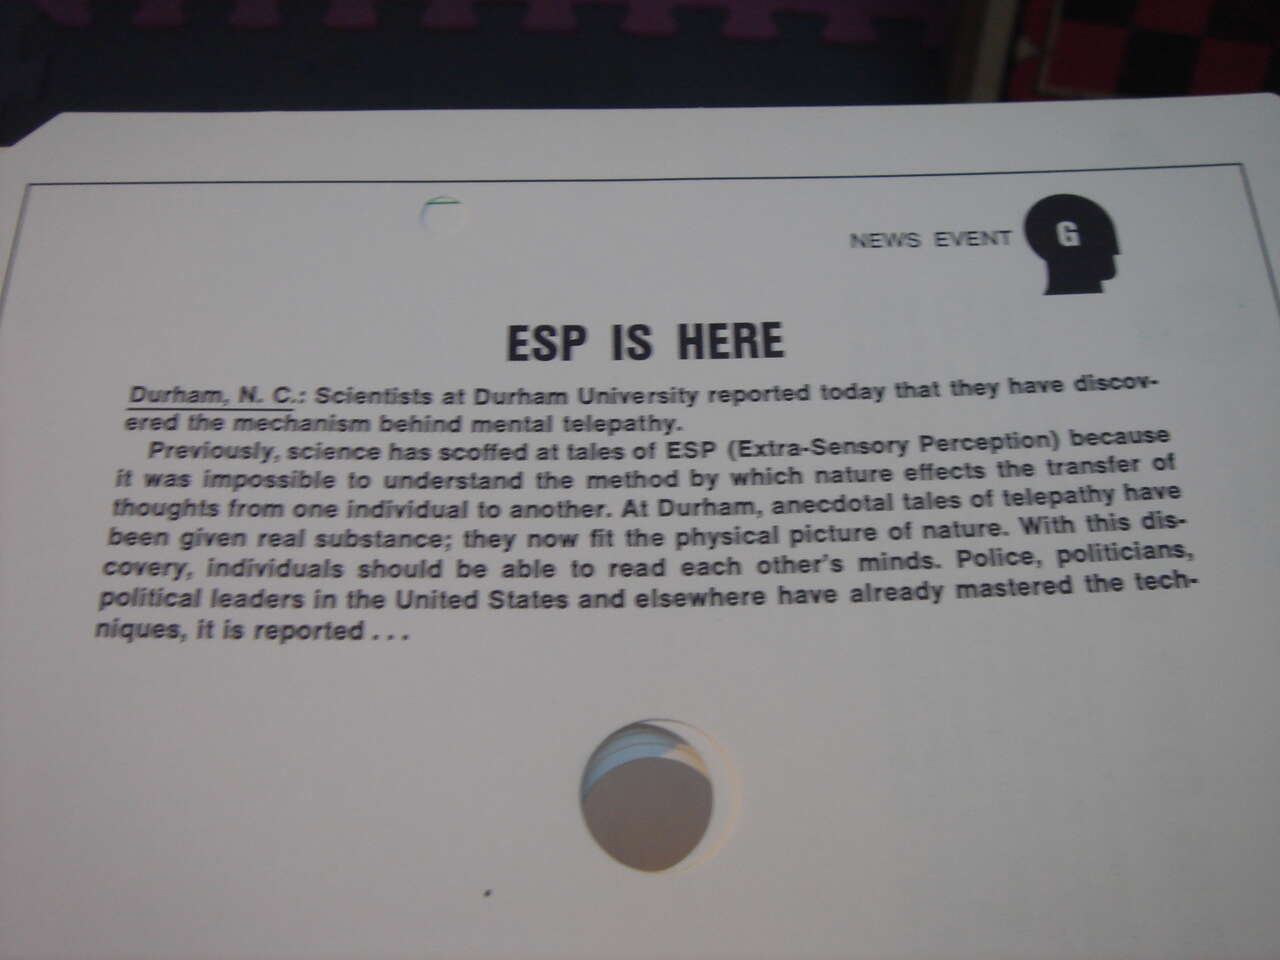 NEWS EVENT G
ESP IS HERE
Durham, N. C.: Scientists at Durham University reported today that they have discov-
ered the mechanism behind mental telepathy.
Previously, science has scoffed at tales of ESP (Extra-Sensory Perception) because
it was impossible to understand the method by which nature effects the transfer of
thoughts from one individual to another. At Durham, anecdotal tales of telepathy have
been given real substance; they now fit the physical picture of nature. With this dis-
covery, individuals should be able to read each other's minds. Police, politicians,
political leaders in the United States and elsewhere have already mastered the tech-
niques, it is reported . . .